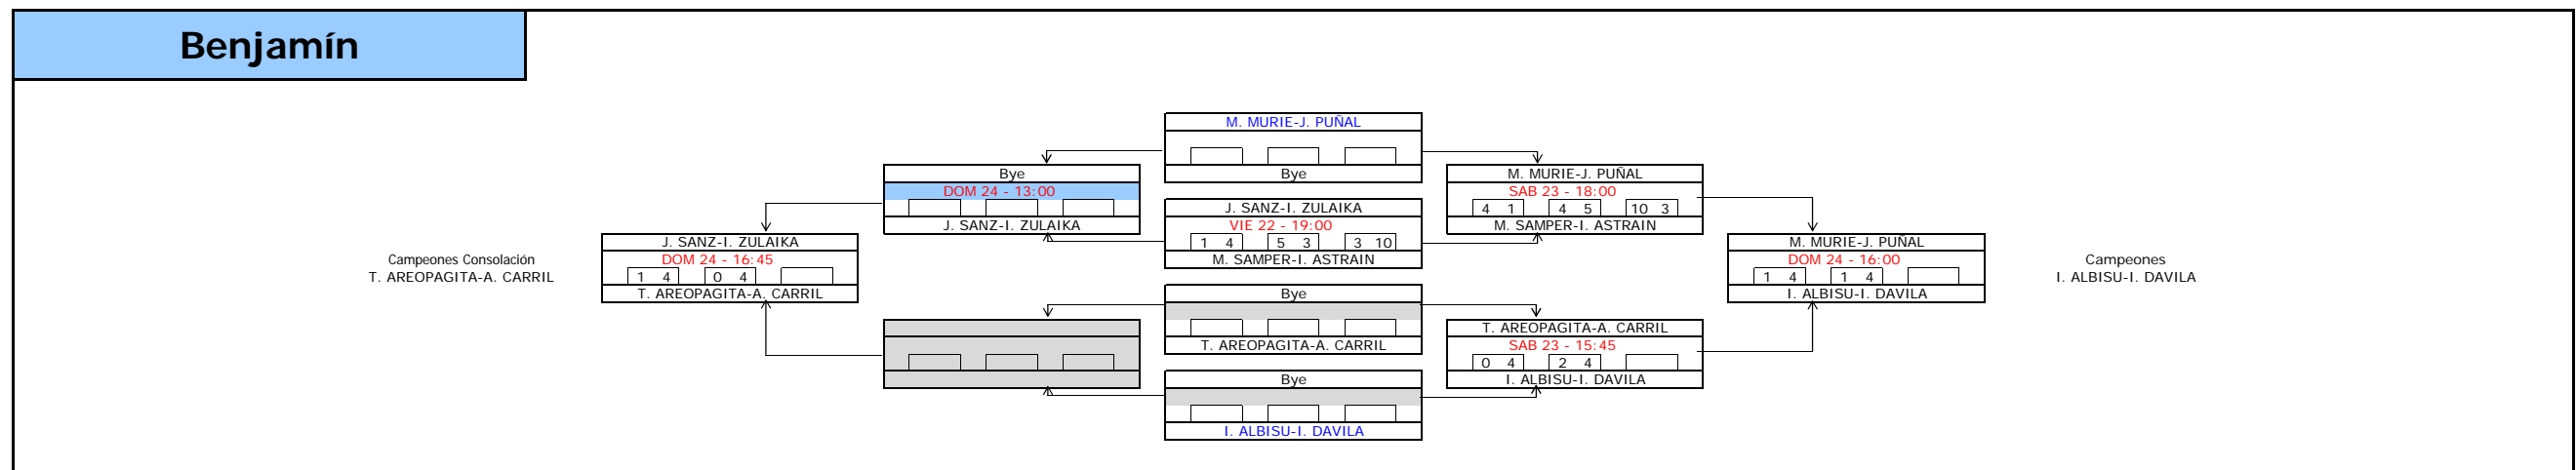 Benjamín
M. MURIE-J. PUÑAL
Bye
Bye
DOM 24 - 13:00
J. SANZ-I. ZULAIKA
J. SANZ-I. ZULAIKA
VIE 22 - 19:00
1 4 5 3 3 10
M. SAMPER-I. ASTRAIN
M. MURIE-J. PUÑAL
SAB 23 - 18:00
4 1 4 5 10 3
M. SAMPER-I. ASTRAIN
Campeones Consolación
T. AREOPAGITA-A. CARRIL
J. SANZ-I. ZULAIKA
DOM 24 - 16:45
1 4 0 4
T. AREOPAGITA-A. CARRIL
M. MURIE-J. PUÑAL
DOM 24 - 16:00
1 4 1 4
I. ALBISU-I. DAVILA
Campeones
I. ALBISU-I. DAVILA
Bye
T. AREOPAGITA-A. CARRIL
T. AREOPAGITA-A. CARRIL
SAB 23 - 15:45
0 4 2 4
I. ALBISU-I. DAVILA
Bye
I. ALBISU-I. DAVILA